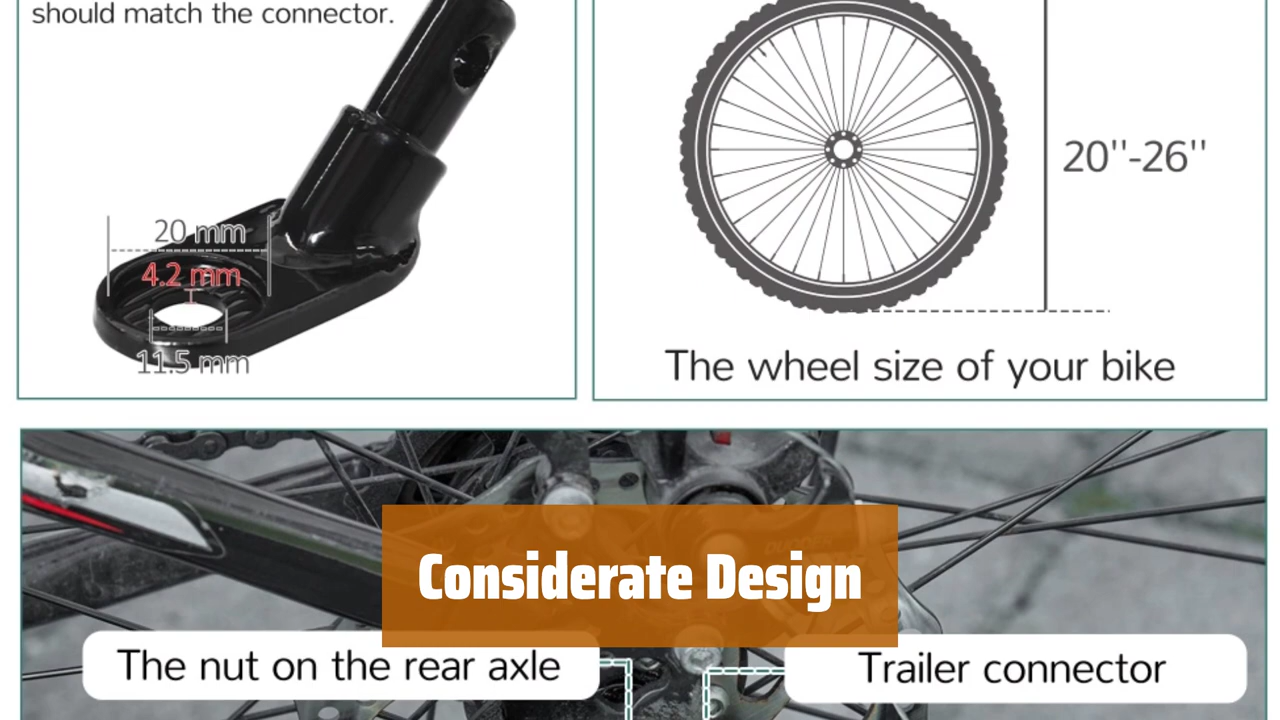 should match the connector.
20 mm
4.2 mm
11.5 mm
20''-26''
The wheel size of your bike
Considerate Design
The nut on the rear axle
Trailer connector